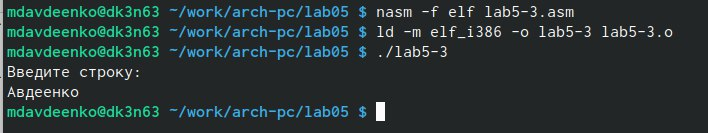 mdavdeenko@dk3n63 ~/work/arch-pc/lab05 $ nasm -f elf lab5-3.asm
mdavdeenko@dk3n63 ~/work/arch-pc/lab05 $ ld -m elf_i386 -o lab5-3 lab5-3.o
mdavdeenko@dk3n63 ~/work/arch-pc/lab05 $ ./lab5-3
Введите строку:
Авдеенко
mdavdeenko@dk3n63 ~/work/arch-pc/lab05 $